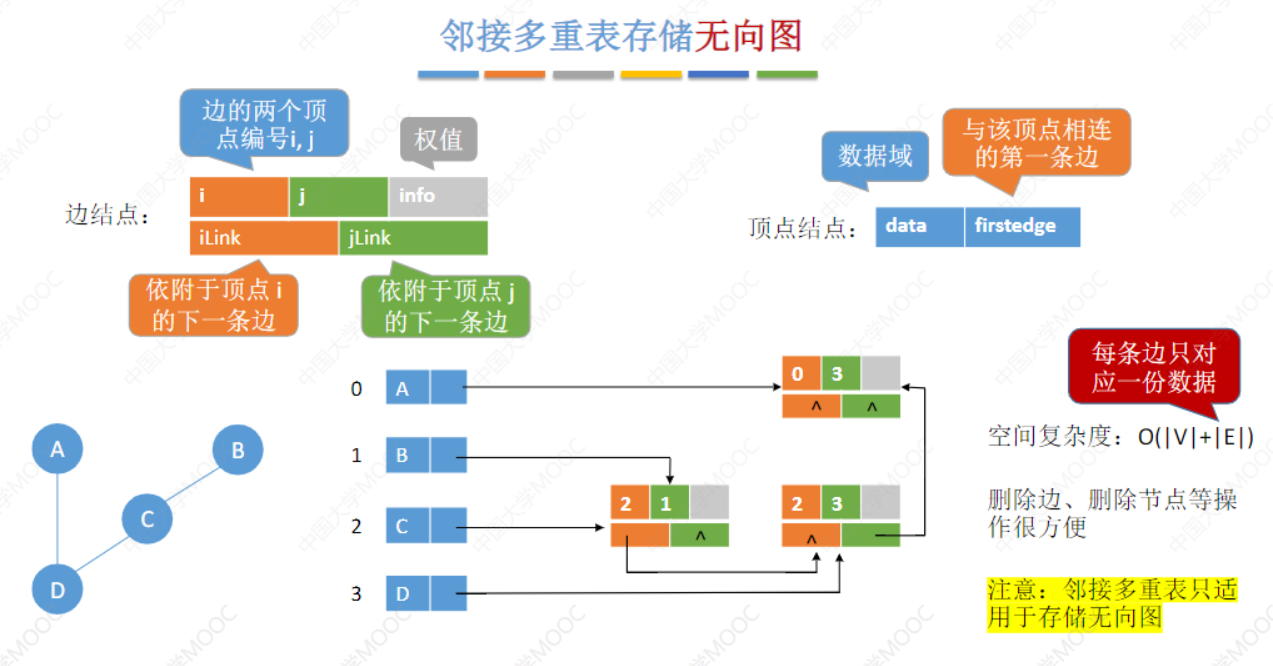 邻接多重表存储无向图
边的两个顶
点编号i, j
权值
边结点：
i
j
info
iLink
jLink
依附于顶点 i
的下一条边
依附于顶点 j
的下一条边
数据域
与该顶点相连
的第一条边
顶点结点：
data
firstedge
A
B
C
D
0
A
1
B
2
C
3
D
0
3
^
^
2
1
^
2
3
^
每条边只对
应一份数据
空间复杂度：O(|V|+|E|)
删除边、删除节点等操
作很方便
注意：邻接多重表只适
用于存储无向图
中国大学MOOC